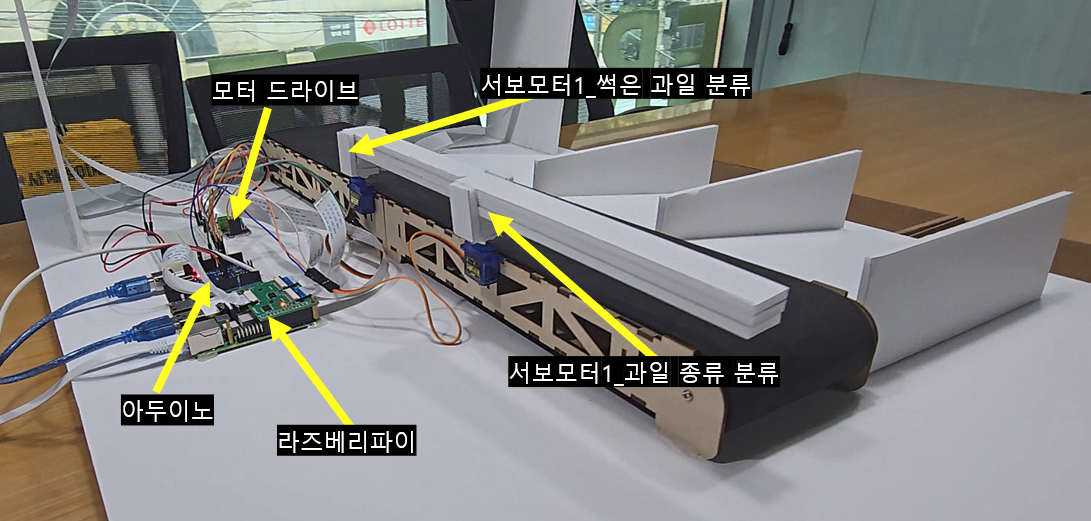 LOTTE
모터 드라이브
서보모터1_썩은 과일 분류
서보모터1_과일 종류 분류
아두이노
라즈베리파이